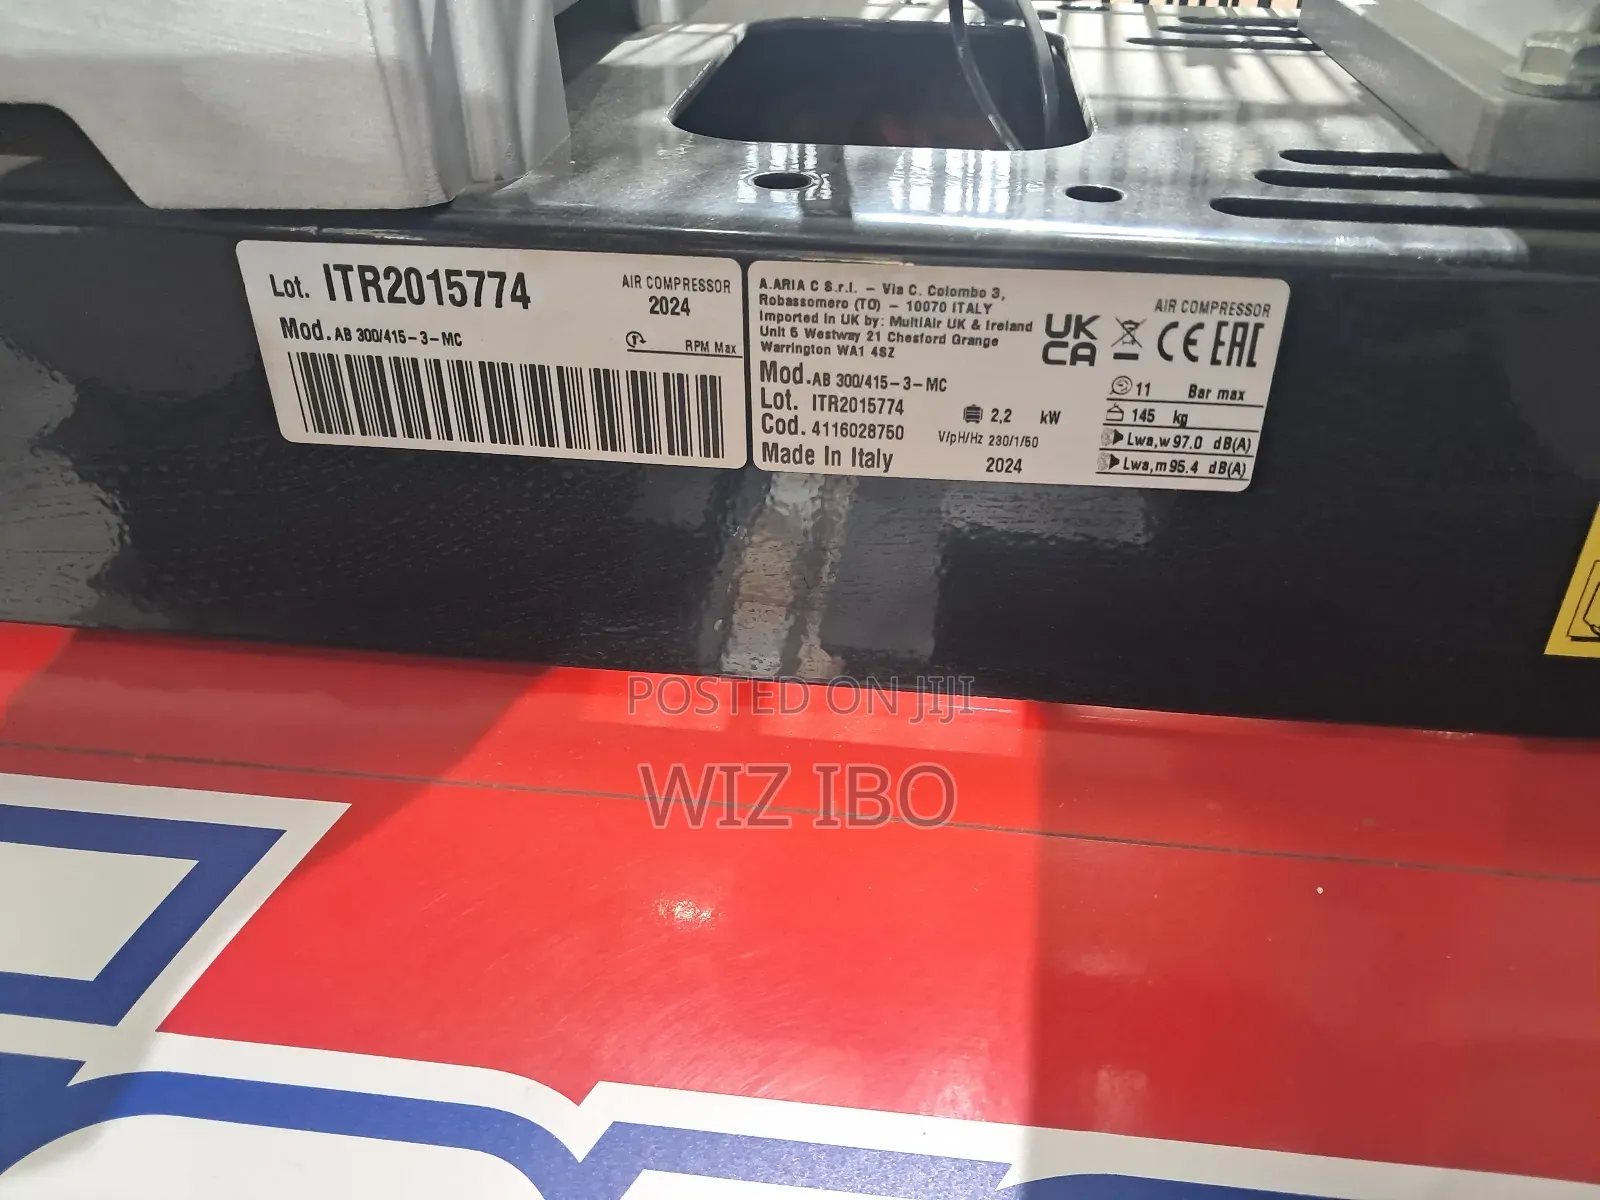 Lot. ITR2015774
AIR COMPRESSOR
2024
Mod. AB 300/415-3-MC
RPM Max
A.ARIA C S.r.l. - Via C. Colombo 3,
Robassomero (TO) - 10070 ITALY
Imported in UK by: MultiAir UK & Ireland
Unit 5 Westway 21 Chesford Grange
Warrington WA1 4SZ
UK
CA
CE
EAC
AIR COMPRESSOR
Mod. AB 300/415-3-MC
Lot. ITR2015774
Cod. 4116028750
Made In Italy
2,2 kW
V/pH/Hz 230/1/50
2024
11 Bar max
145 kg
Lwa,w 97.0 dB(A)
Lwa,m 95.4 dB(A)
POSTED ON JIJI
WIZ IBO